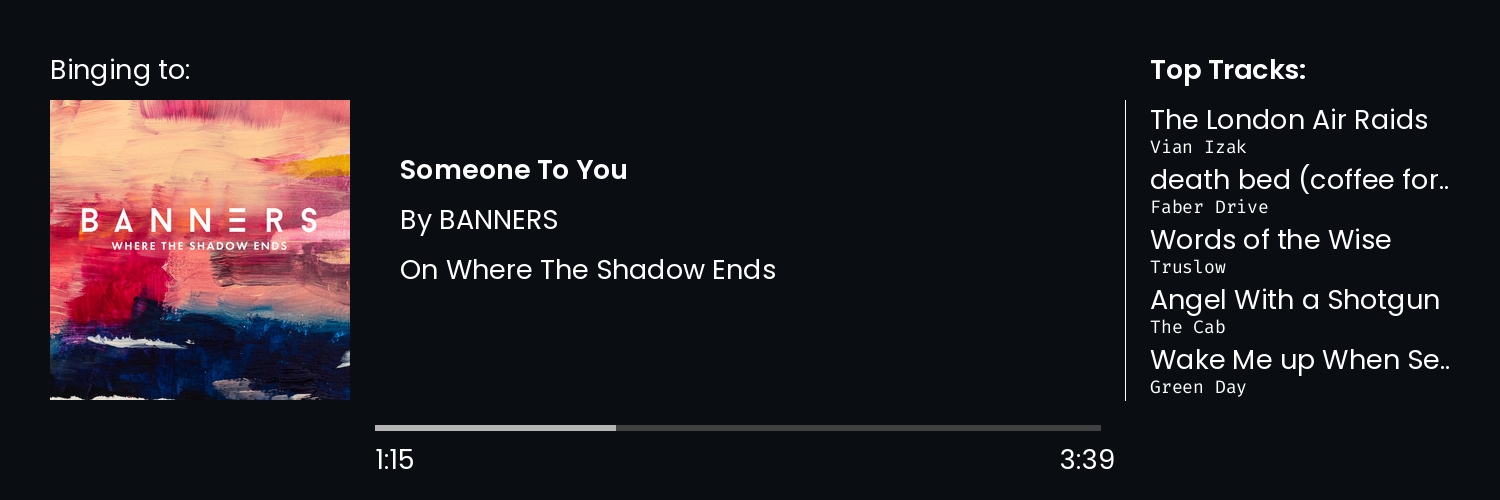 Binging to:
BANNERS
WHERE THE SHADOW ENDS
Someone To You
By BANNERS
On Where The Shadow Ends
1:15
3:39
Top Tracks:
The London Air Raids
Vian Izak
death bed (coffee for..
Faber Drive
Words of the Wise
Truslow
Angel With a Shotgun
The Cab
Wake Me up When Se..
Green Day